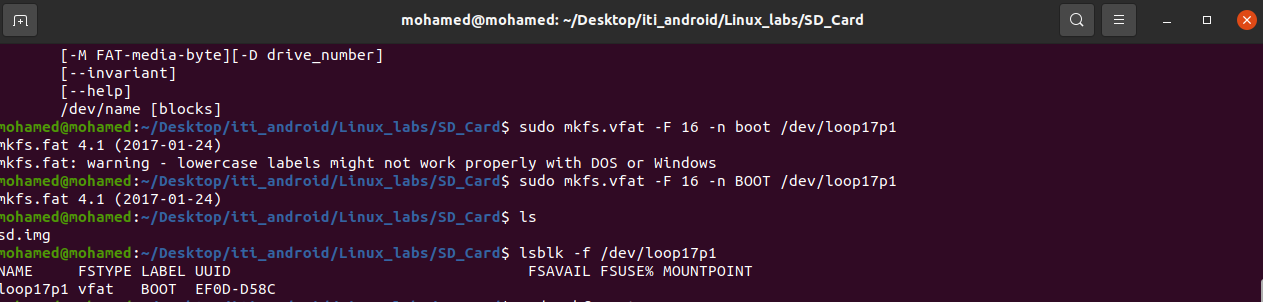 mohamed@mohamed: ~/Desktop/iti_android/Linux_labs/SD_Card
[-M FAT-media-byte][-D drive_number]
[--invariant]
[--help]
/dev/name [blocks]
mohamed@mohamed:~/Desktop/iti_android/Linux_labs/SD_Card$ sudo mkfs.vfat -F 16 -n boot /dev/loop17p1
mkfs.fat 4.1 (2017-01-24)
mkfs.fat: warning - lowercase labels might not work properly with DOS or Windows
mohamed@mohamed:~/Desktop/iti_android/Linux_labs/SD_Card$ sudo mkfs.vfat -F 16 -n BOOT /dev/loop17p1
mkfs.fat 4.1 (2017-01-24)
mohamed@mohamed:~/Desktop/iti_android/Linux_labs/SD_Card$ ls
sd.img
mohamed@mohamed:~/Desktop/iti_android/Linux_labs/SD_Card$ lsblk -f /dev/loop17p1
NAME FSTYPE LABEL UUID FSAVAIL FSUSE% MOUNTPOINT
loop17p1 vfat BOOT EF0D-D58C